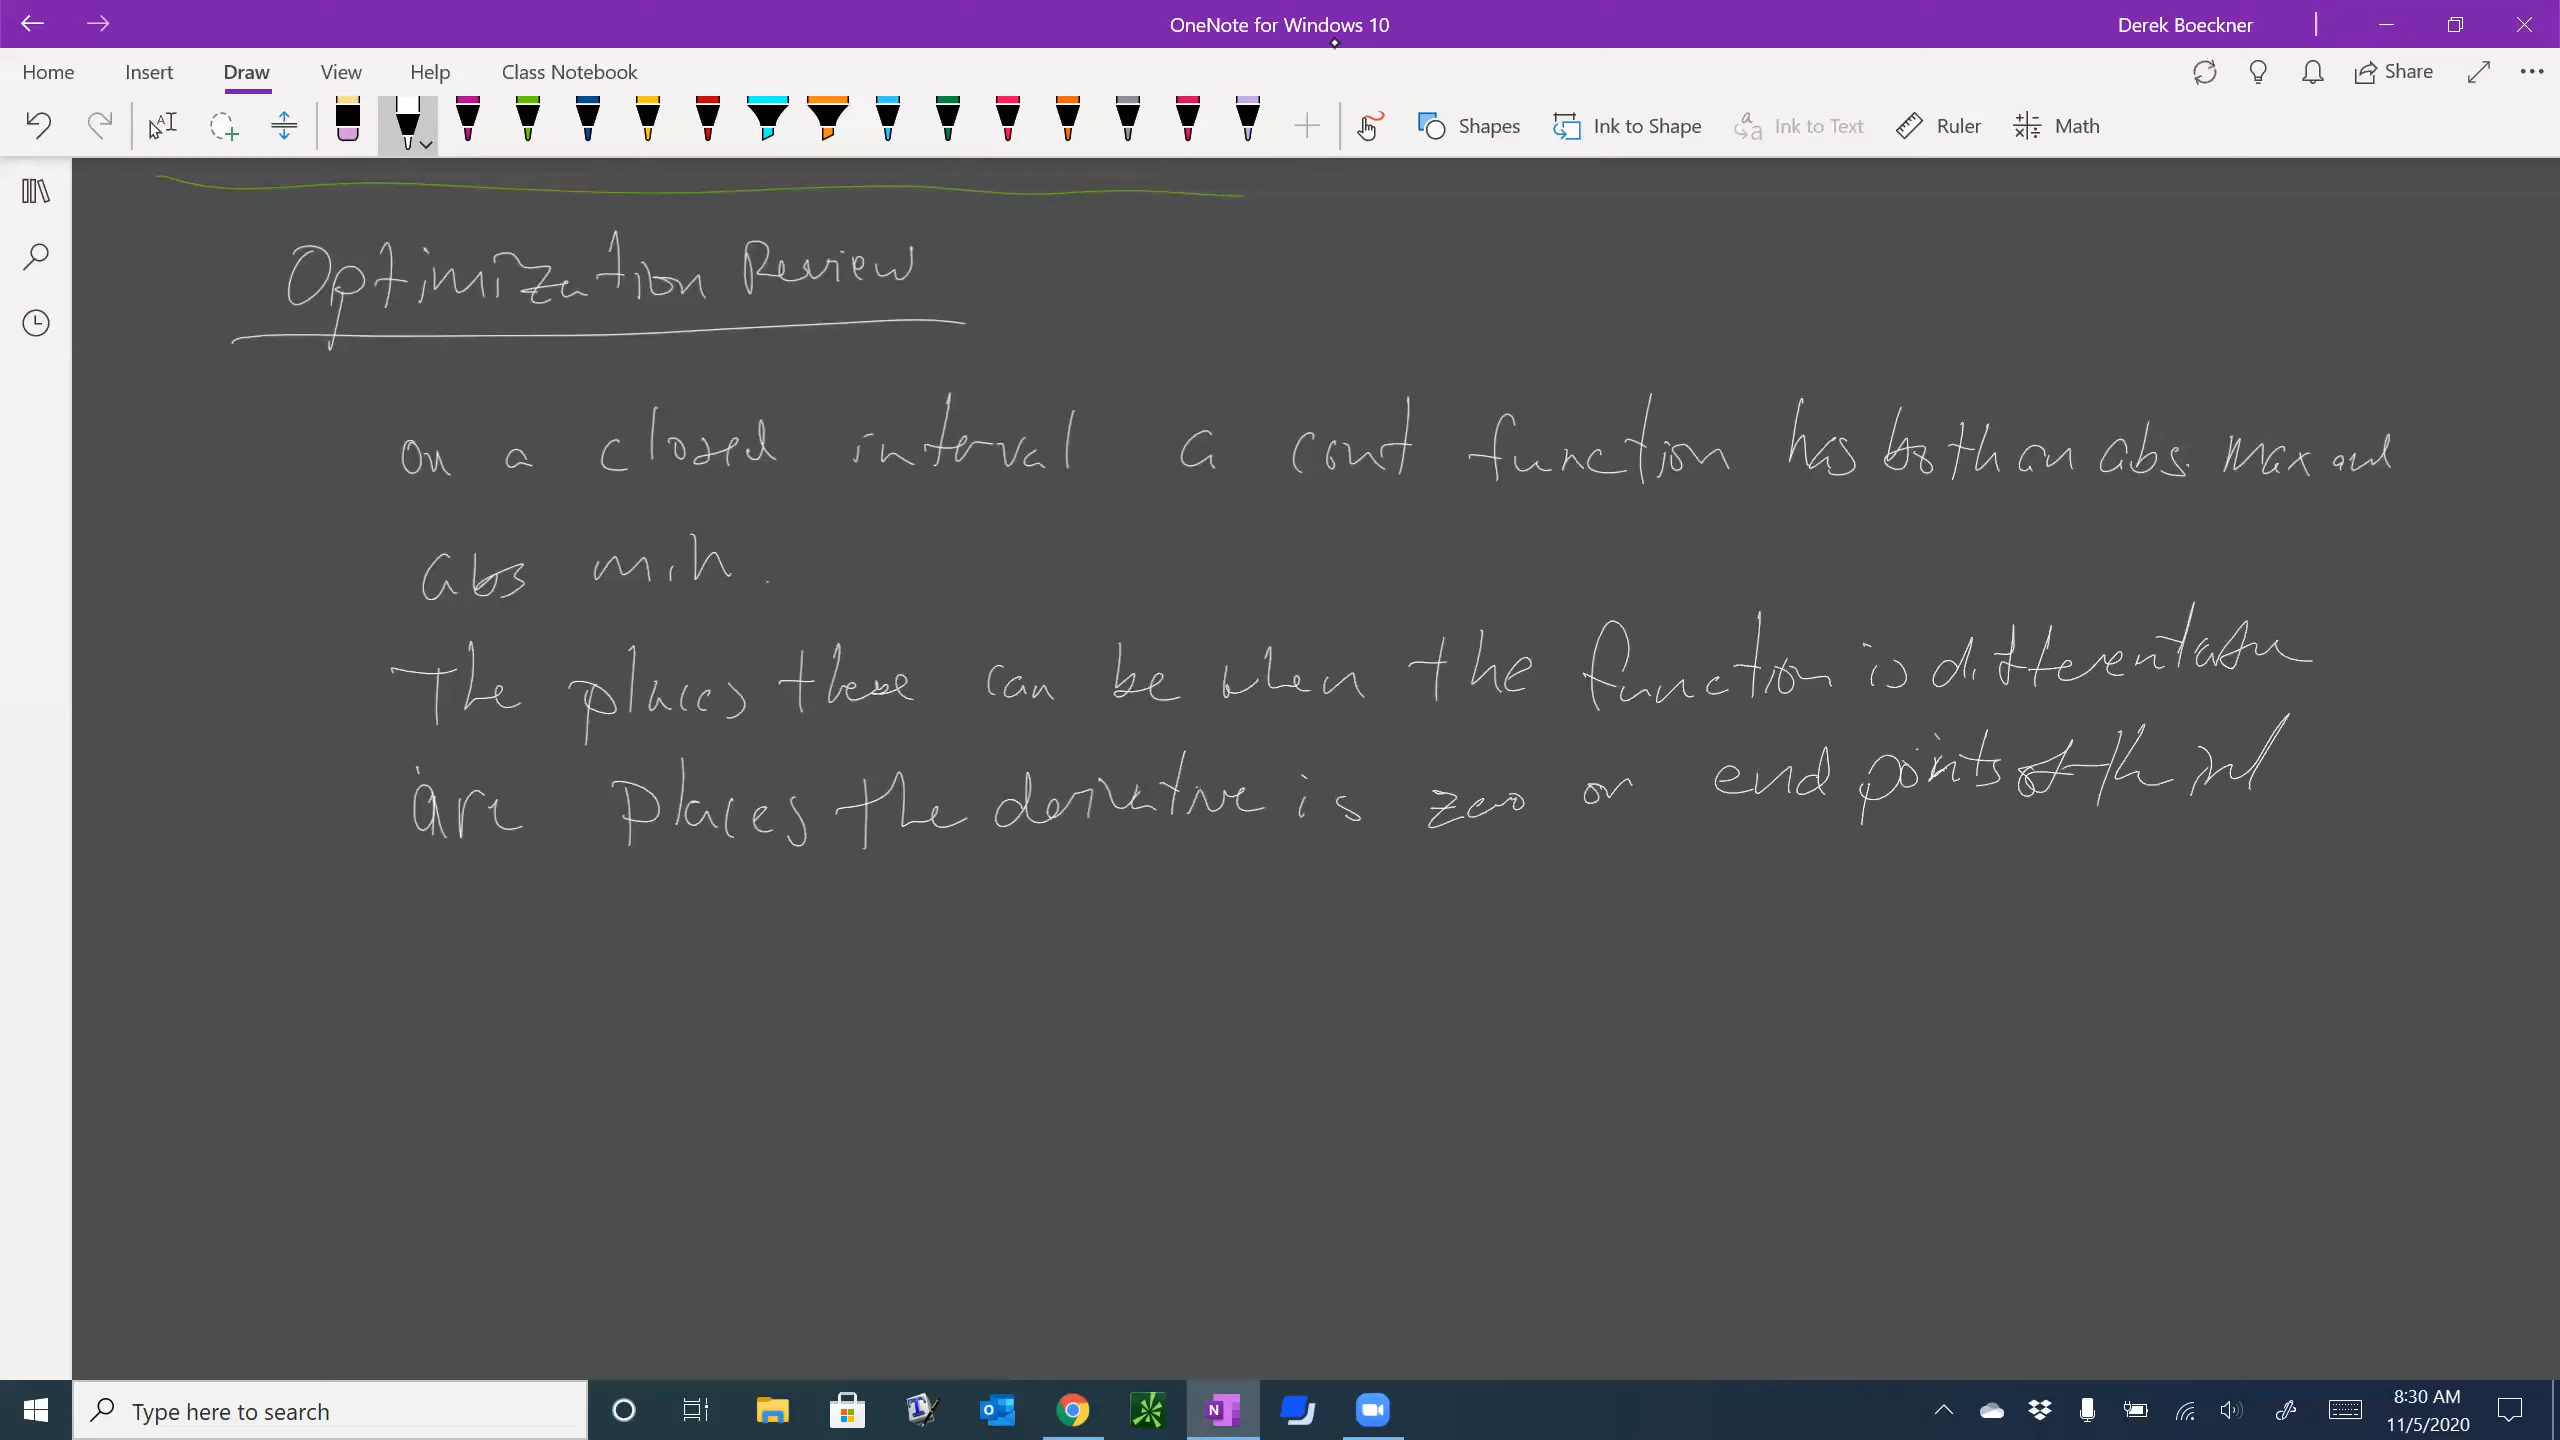 OneNote for Windows 10
Derek Boeckner
Home Insert Draw View Help Class Notebook Share
Shapes Ink to Shape Ink to Text Ruler Math
Optimization Review
on a closed interval a cont function has both an abs. max and
abs min.
The places these can be when the function is
are places the derivative is zero or end points of the
Type here to search
8:30 AM
11/5/2020